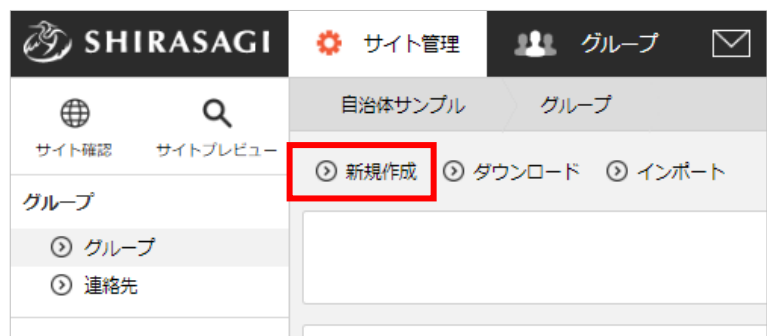 SHIRASAGI サイト管理 グループ
サイト確認 サイトプレビュー
自治体サンプル グループ
新規作成 ダウンロード インポート
グループ
グループ
連絡先